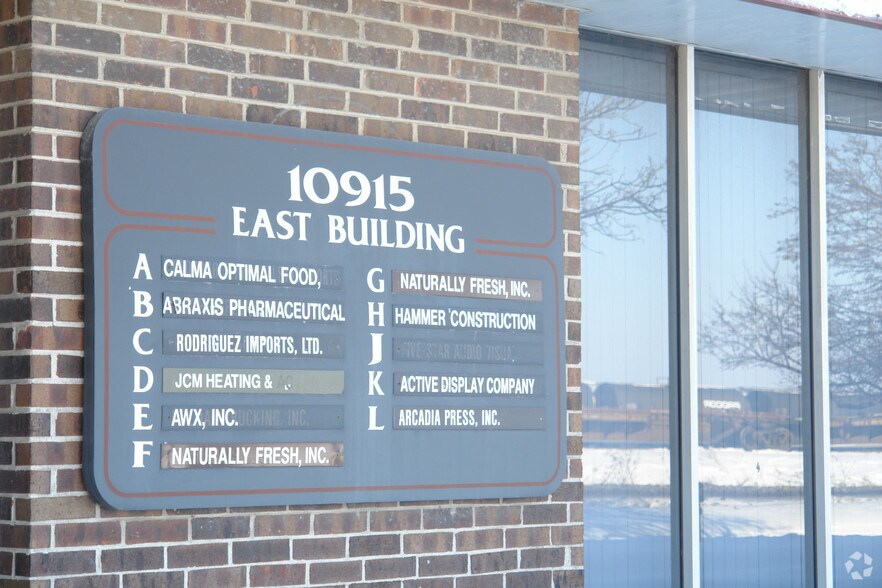 10915
EAST BUILDING
A CALMA OPTIMAL FOOD,
B ABRAXIS PHARMACEUTICAL
C RODRIGUEZ IMPORTS, LTD.
D JCM HEATING &
E AWX, INC.
F NATURALLY FRESH, INC.
G NATURALLY FRESH, INC.
H HAMMER CONSTRUCTION
J
K ACTIVE DISPLAY COMPANY
L ARCADIA PRESS, INC.